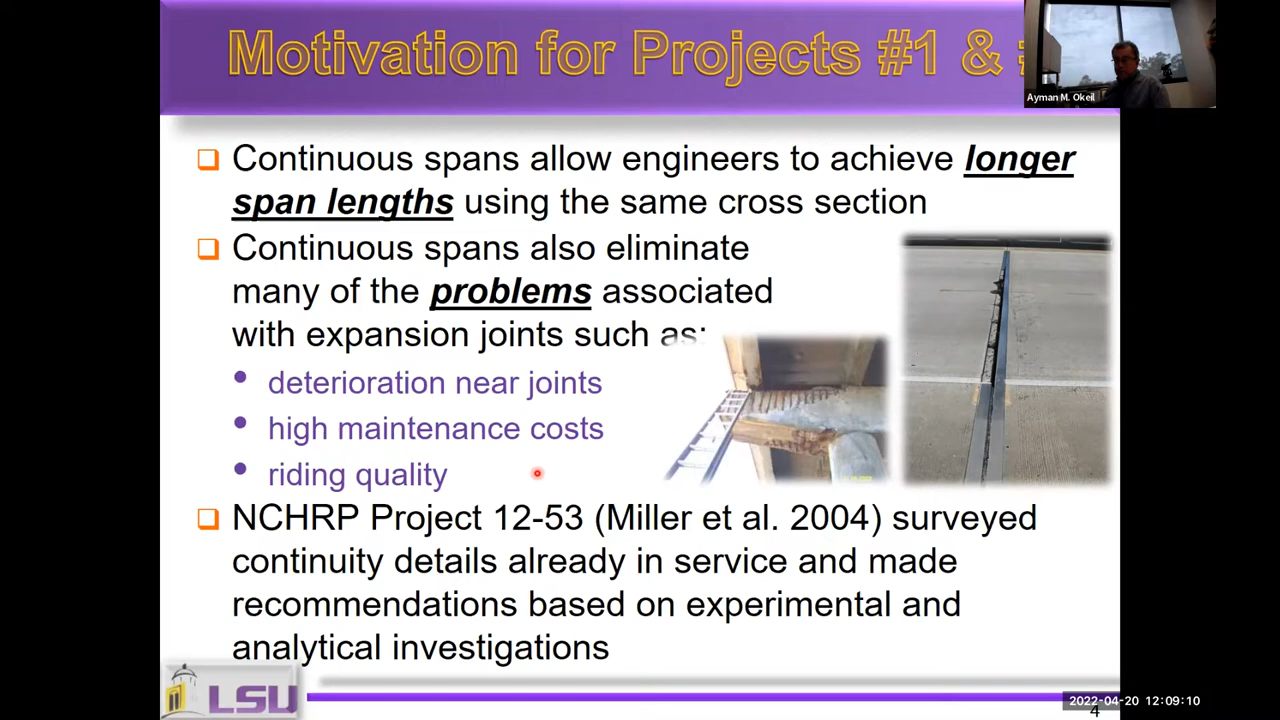 Motivation for Projects #1 &
Ayman M. Okeil
❑ Continuous spans allow engineers to achieve longer
span lengths using the same cross section
❑ Continuous spans also eliminate
many of the problems associated
with expansion joints such as:
• deterioration near joints
• high maintenance costs
• riding quality
❑ NCHRP Project 12-53 (Miller et al. 2004) surveyed
continuity details already in service and made
recommendations based on experimental and
analytical investigations
LSU
2022-04-20 12:09:10
4